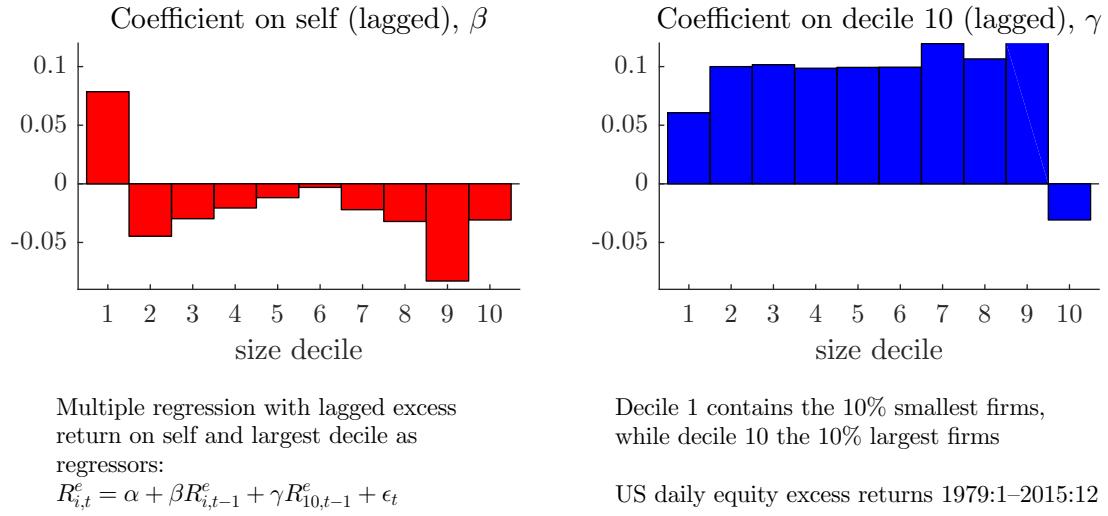 Coefficient on self (lagged), β
0.1
0.05
0
-0.05
1 2 3 4 5 6 7 8 9 10
size decile
Coefficient on decile 10 (lagged), γ
0.1
0.05
0
-0.05
1 2 3 4 5 6 7 8 9 10
size decile
Multiple regression with lagged excess
return on self and largest decile as
regressors:
$R^e_{i,t} = \alpha + \beta R^e_{i,t-1} + \gamma R^e_{10,t-1} + \epsilon_t$
Decile 1 contains the 10% smallest firms,
while decile 10 the 10% largest firms
US daily equity excess returns 1979:1–2015:12